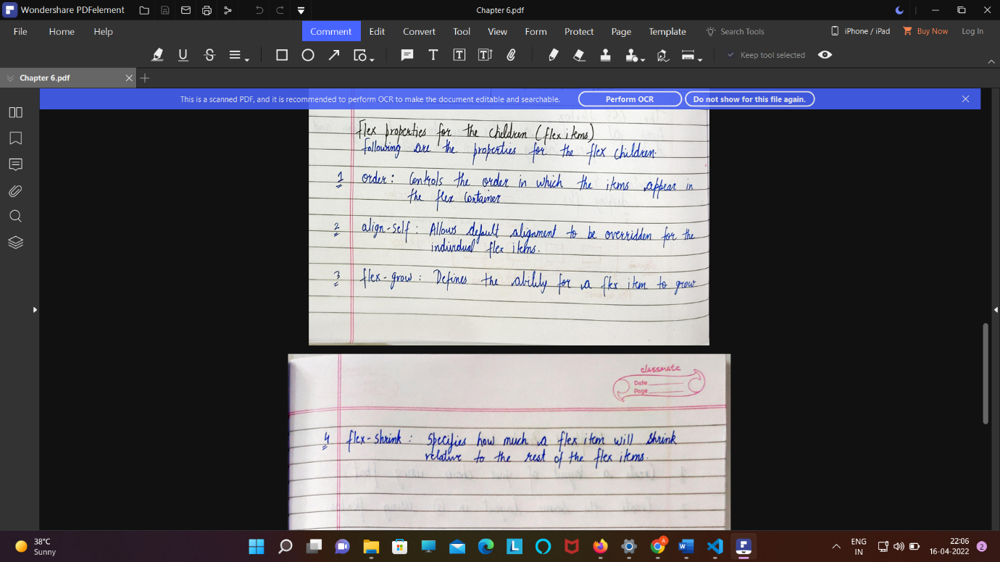 Wondershare PDFelement
Chapter 6.pdf
File Home Help Comment Edit Convert Tool View Form Protect Page Template Search Tools iPhone / iPad Buy Now Log In
Keep tool selected
Chapter 6.pdf
This is a scanned PDF, and it is recommended to perform OCR to make the document editable and searchable. Perform OCR Do not show for this file again.
Flex properties for the children (flex items)
Following are the properties for the flex children.
1 order: Controls the order in which the items appear in
the flex container
2 align-self: Allows default alignment to be overridden for the
individual flex items.
3 flex-grow: Defines the ability for a flex item to grow
classmate
Date
Page
4 flex-shrink: Specifies how much a flex item will shrink
relative to the rest of the flex items.
38°C
Sunny
ENG
IN
22:06
16-04-2022
2